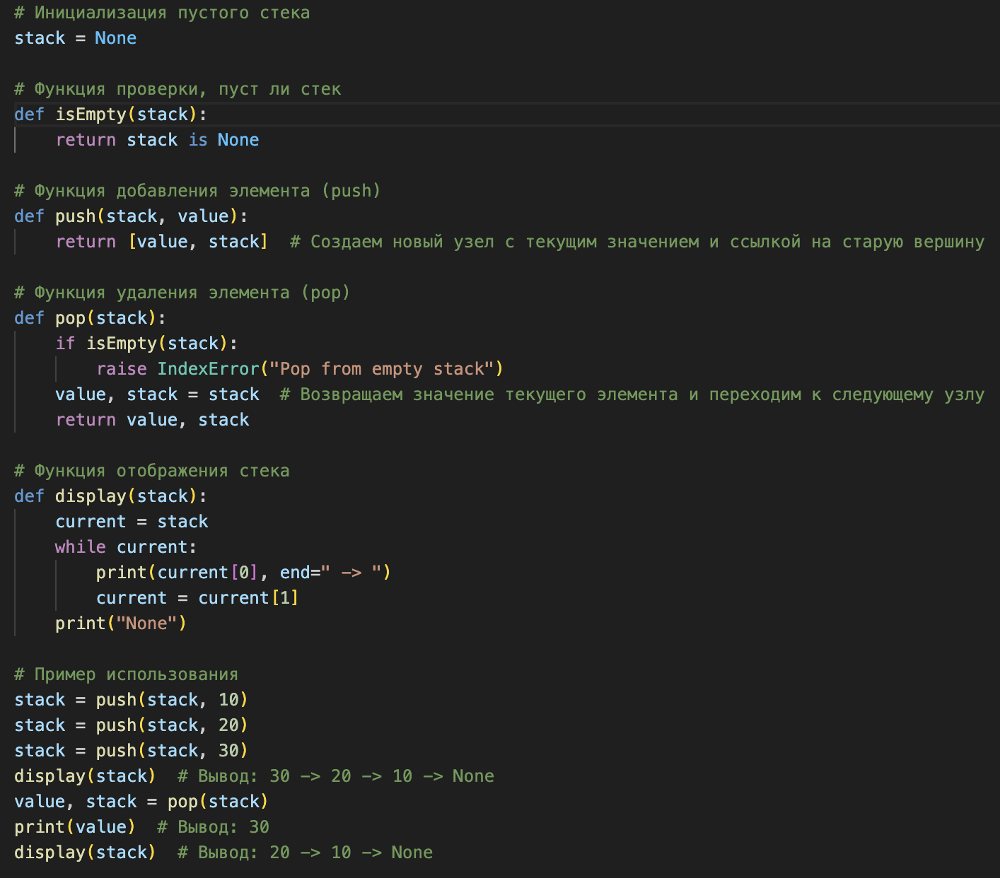 # Инициализация пустого стека
stack = None

# Функция проверки, пуст ли стек
def isEmpty(stack):
    return stack is None

# Функция добавления элемента (push)
def push(stack, value):
    return [value, stack]  # Создаем новый узел с текущим значением и ссылкой на старую вершину

# Функция удаления элемента (pop)
def pop(stack):
    if isEmpty(stack):
        raise IndexError("Pop from empty stack")
    value, stack = stack  # Возвращаем значение текущего элемента и переходим к следующему узлу
    return value, stack

# Функция отображения стека
def display(stack):
    current = stack
    while current:
        print(current[0], end=" -> ")
        current = current[1]
    print("None")

# Пример использования
stack = push(stack, 10)
stack = push(stack, 20)
stack = push(stack, 30)
display(stack)  # Вывод: 30 -> 20 -> 10 -> None
value, stack = pop(stack)
print(value)  # Вывод: 30
display(stack)  # Вывод: 20 -> 10 -> None